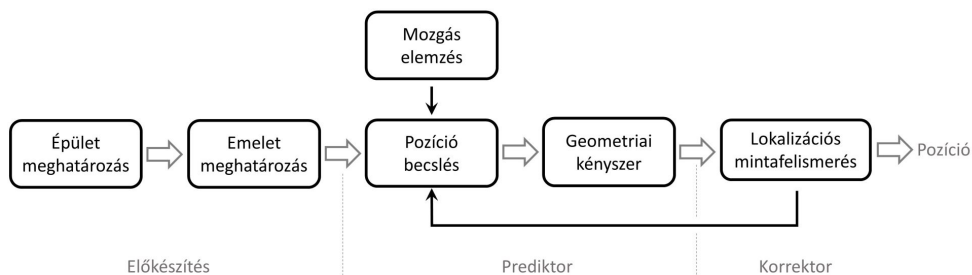 Mozgás
elemzés
Épület
meghatározás
Emelet
meghatározás
Pozíció
becslés
Geometriai
kényszer
Lokalizációs
mintafelismerés
Pozíció
Előkészítés
Prediktor
Korrektor